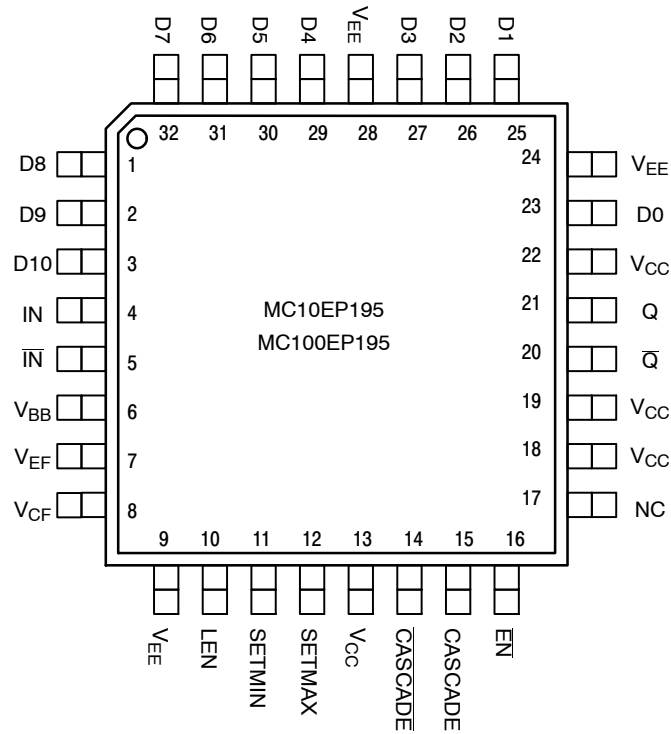 D7 D6 D5 D4 VEE D3 D2 D1
32 31 30 29 28 27 26 25
D8 1 24 VEE
D9 2 23 D0
D10 3 22 VCC
IN 4 MC10EP195 21 Q
I̅N̅ 5 MC100EP195 20 Q̅
VBB 6 19 VCC
VEF 7 18 VCC
VCF 8 17 NC
9 10 11 12 13 14 15 16
VEE LEN SETMIN SETMAX VCC C̅A̅S̅C̅A̅D̅E̅ CASCADE E̅N̅